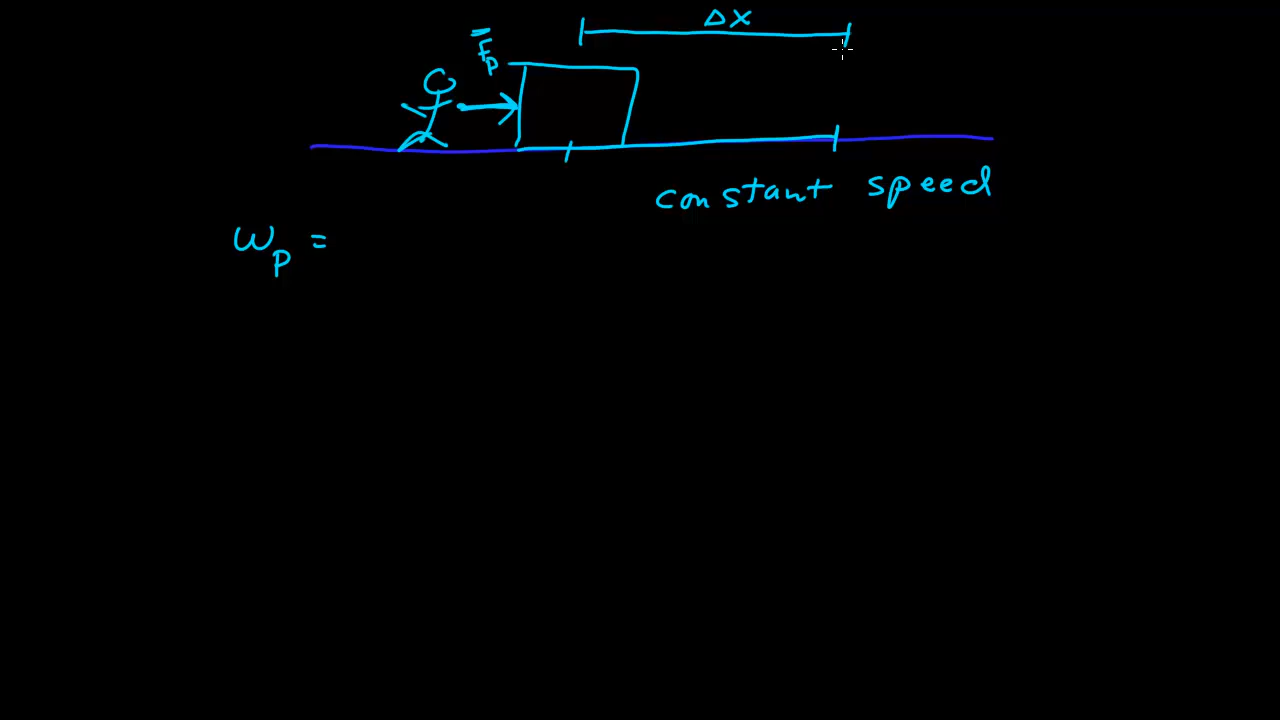 Δx
F̄p
constant speed
Wp =